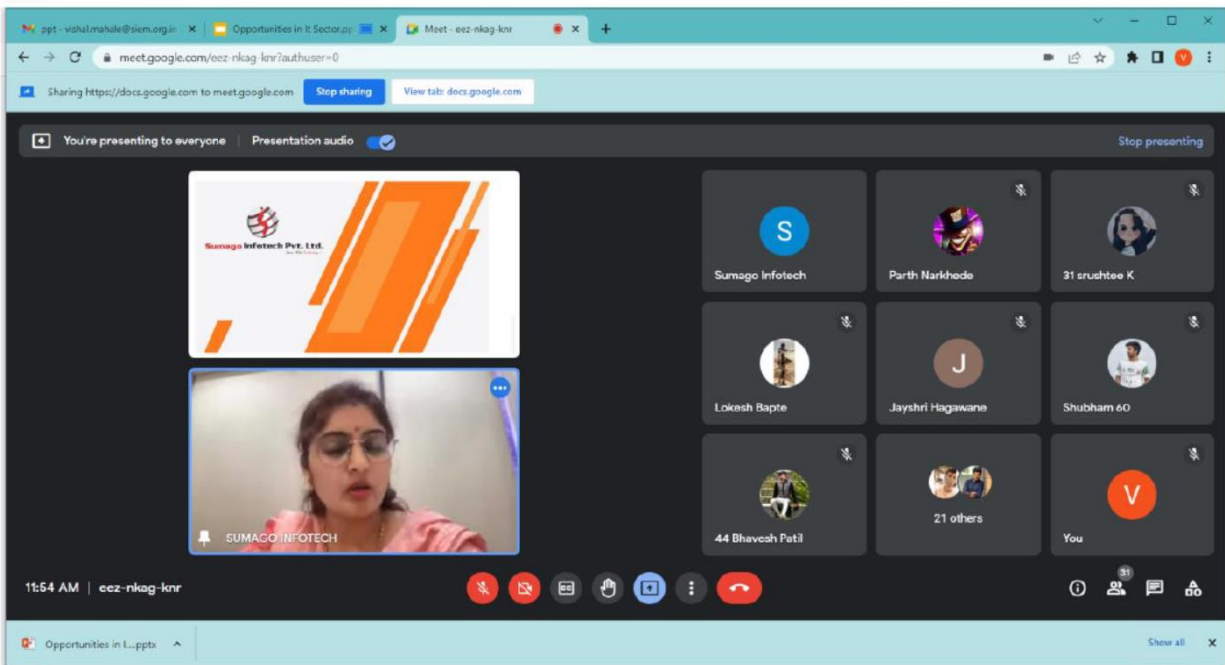 ppt - vishal.mahale@siem.org.in
Opportunities in It Sector.pp
Meet - eez-nkag-knr
meet.google.com/eez-nkag-knr?authuser=0
V
Sharing https://docs.google.com to meet.google.com
Stop sharing
View tab: docs.google.com
You're presenting to everyone
Presentation audio
Stop presenting
Sumago Infotech Pvt. Ltd.
S
Sumago Infotech
Parth Narkhede
31 srushtee K
Lokesh Bapte
J
Jayshri Hagawane
Shubham 60
SUMAGO INFOTECH
44 Bhavesh Patil
21 others
V
You
11:54 AM | eez-nkag-knr
31
Opportunities in I....pptx
Show all